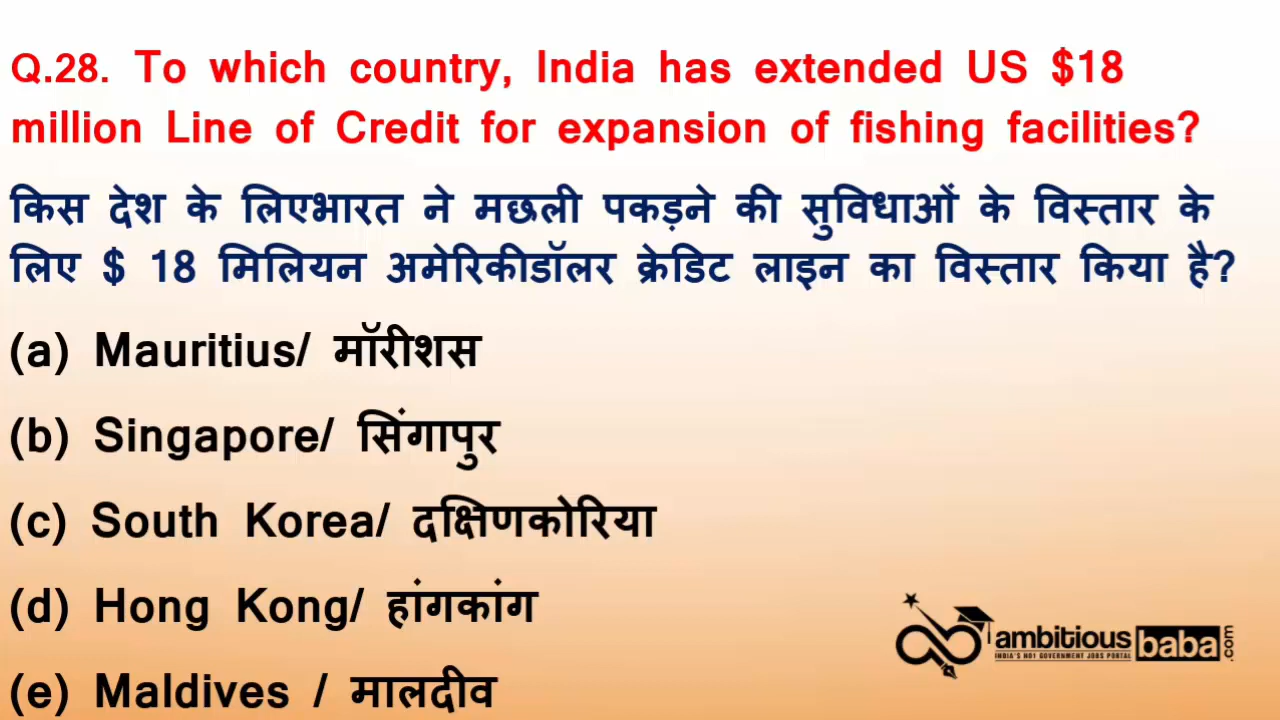 Q.28. To which country, India has extended US $18
million Line of Credit for expansion of fishing facilities?
किस देश के लिएभारत ने मछली पकड़ने की सुविधाओं के विस्तार के
लिए $ 18 मिलियन अमेरिकीडॉलर क्रेडिट लाइन का विस्तार किया है?
(a) Mauritius/ मॉरीशस
(b) Singapore/ सिंगापुर
(c) South Korea/ दक्षिणकोरिया
(d) Hong Kong/ हांगकांग
(e) Maldives / मालदीव
ambitiousbaba.com
INDIA'S NO1 GOVERNMENT JOBS PORTAL